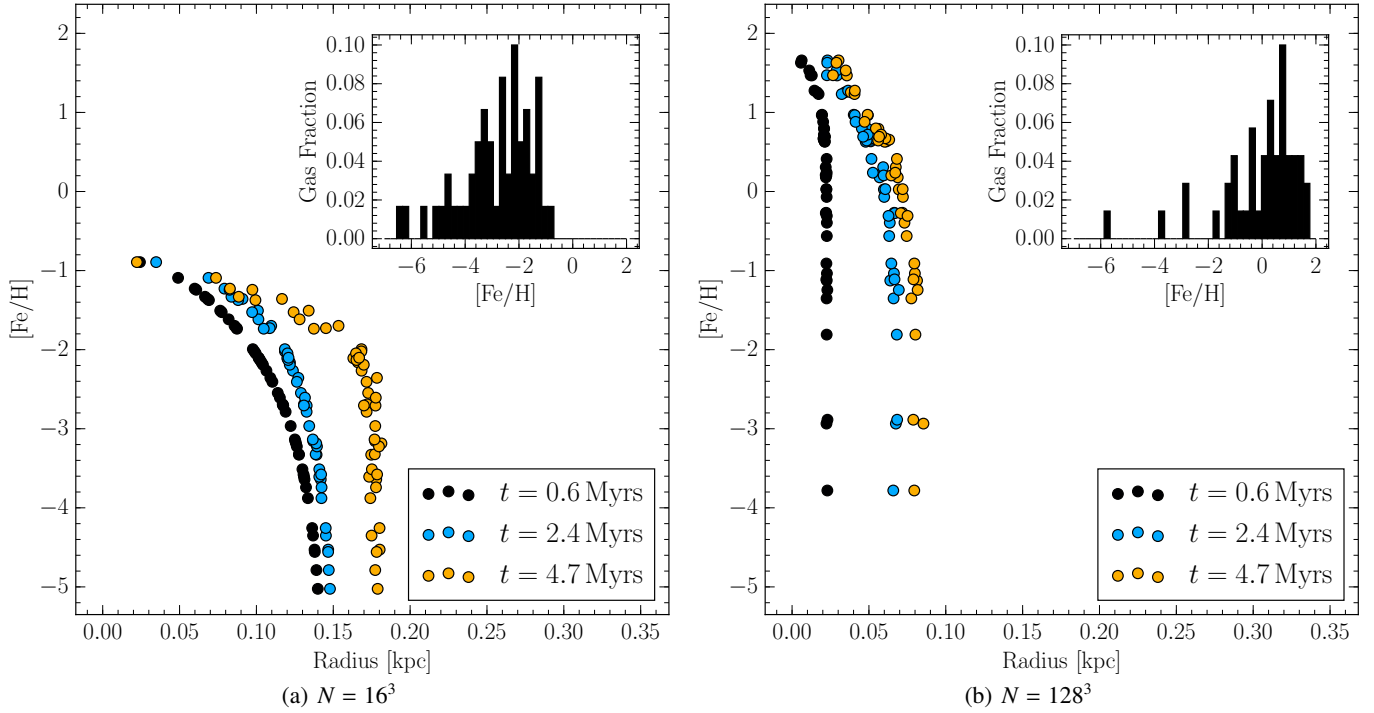 2
1
0
−1
−2
−3
−4
−5
[Fe/H]
0.00 0.05 0.10 0.15 0.20 0.25 0.30 0.35
Radius [kpc]
0.10
0.08
0.06
0.04
0.02
0.00
Gas Fraction
−6 −4 −2 0 2
[Fe/H]
t = 0.6 Myrs
t = 2.4 Myrs
t = 4.7 Myrs
(a) N = 16³
2
1
0
−1
−2
−3
−4
−5
[Fe/H]
0.00 0.05 0.10 0.15 0.20 0.25 0.30 0.35
Radius [kpc]
0.10
0.08
0.06
0.04
0.02
0.00
Gas Fraction
−6 −4 −2 0 2
[Fe/H]
t = 0.6 Myrs
t = 2.4 Myrs
t = 4.7 Myrs
(b) N = 128³